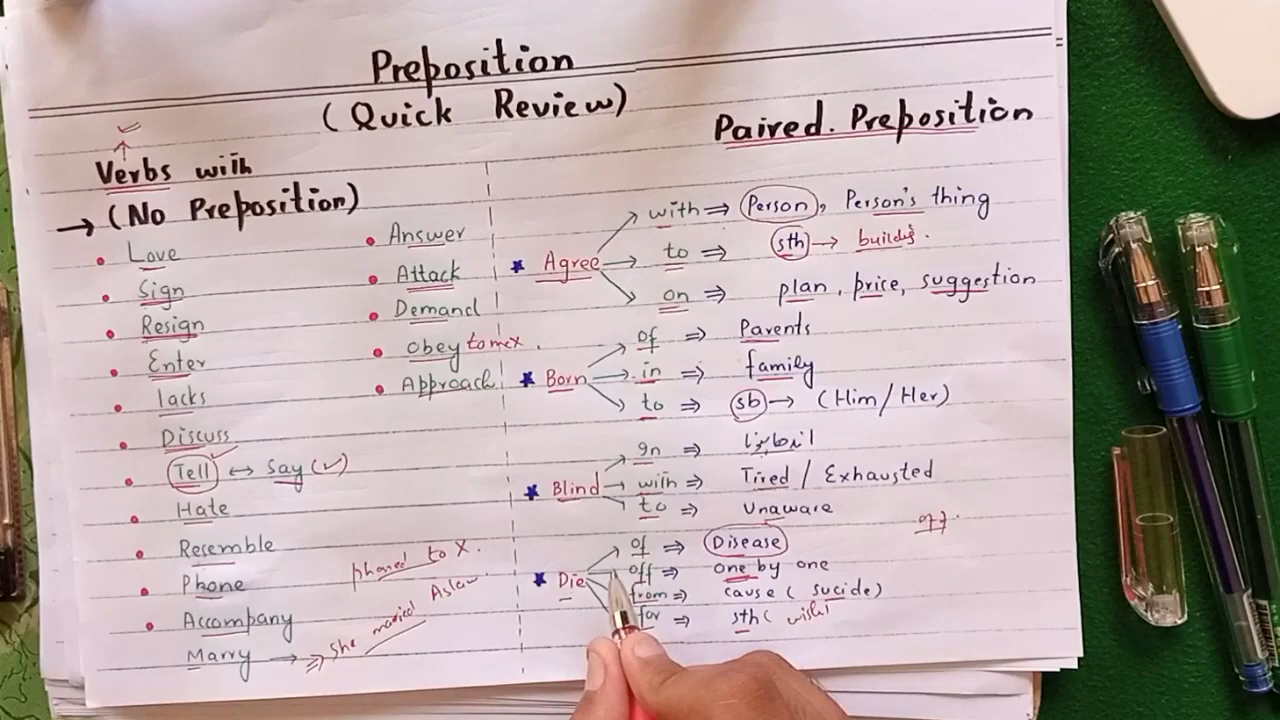 Preposition
(Quick Review)
Verbs with
→ (No Preposition)
• Love
• Sign
• Resign
• Enter
• lacks
• Discuss
• Tell ↔ Say (✓)
• Hate
• Resemble
• Phone
phoned to X.
• Accompany
• Marry → ⇒ She married Aslam
• Answer
• Attack
• Demand
• obey to me x.
• Approach
Paired. Preposition
★ Agree
with ⇒ Person, Person's thing
to ⇒ sth → 
on ⇒ plan, price, suggestion
★ Born
of ⇒ Parents
in ⇒ family
to ⇒ sb → (Him/Her)
★ Blind
in ⇒
with ⇒ Tired / Exhausted
to ⇒ Unaware
★ Die
of ⇒ Disease
off ⇒ one by one
from ⇒ cause (sucide)
for ⇒ sth (wish